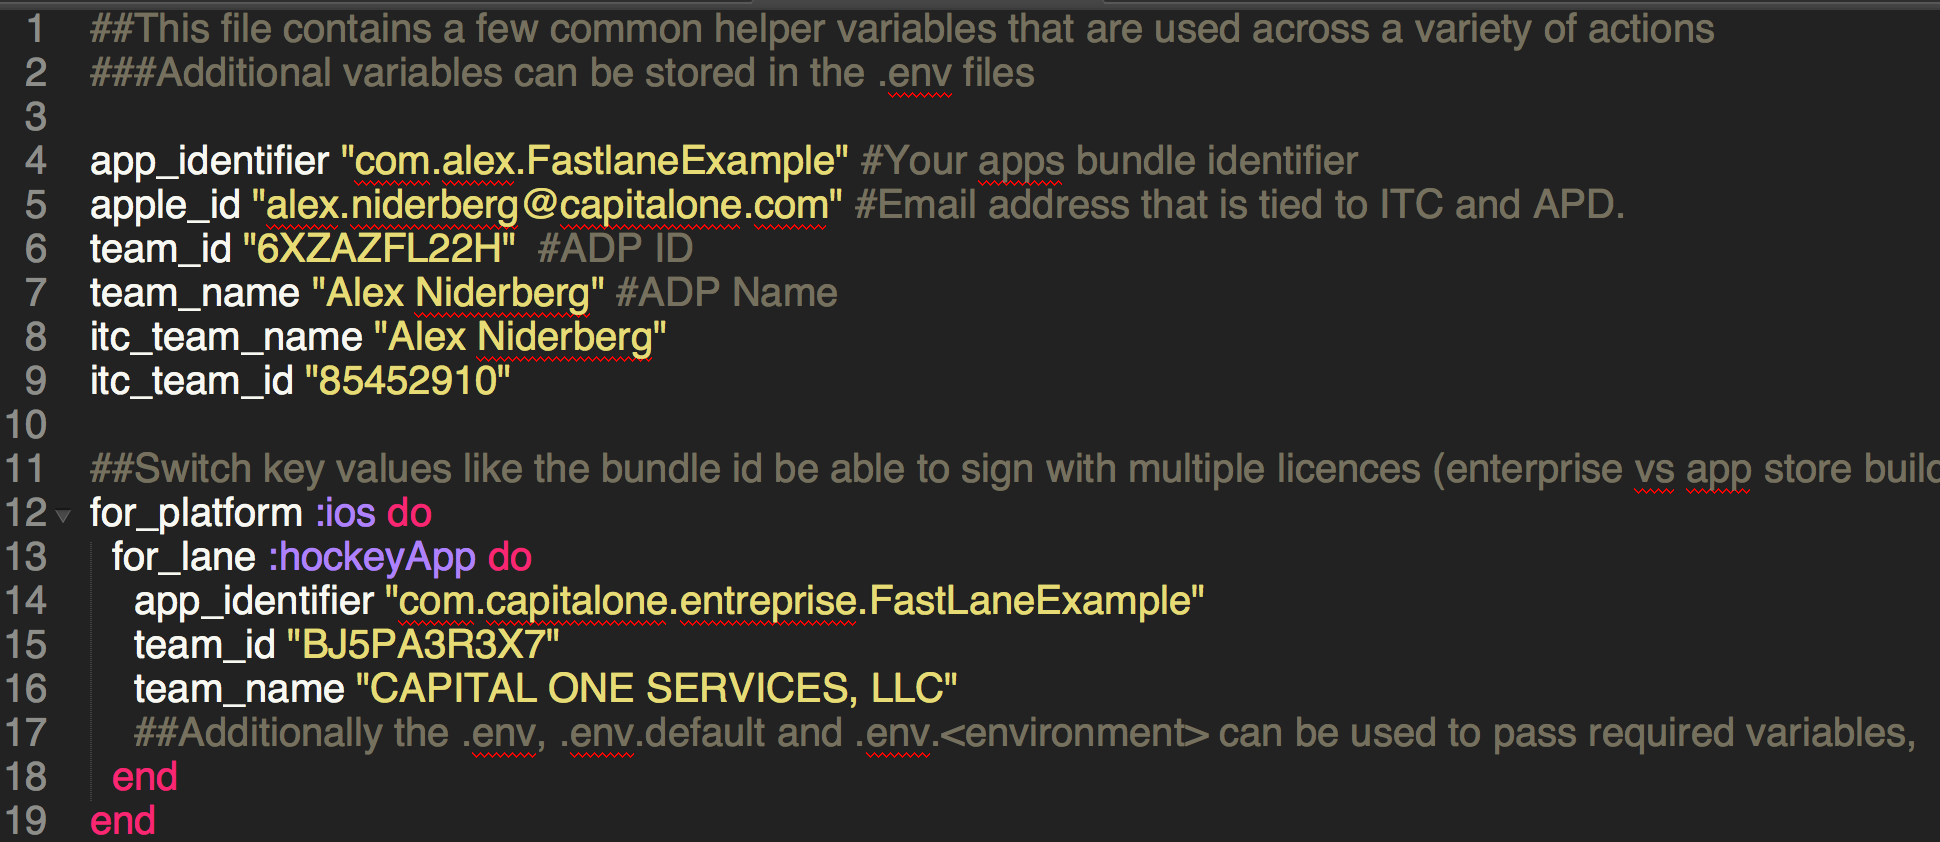 1 ##This file contains a few common helper variables that are used across a variety of actions
2 ###Additional variables can be stored in the .env files
3
4 app_identifier "com.alex.FastlaneExample" #Your apps bundle identifier
5 apple_id "alex.niderberg@capitalone.com" #Email address that is tied to ITC and APD.
6 team_id "6XZAZFL22H"  #ADP ID
7 team_name "Alex Niderberg" #ADP Name
8 itc_team_name "Alex Niderberg"
9 itc_team_id "85452910"
10
11 ##Switch key values like the bundle id be able to sign with multiple licences (enterprise vs app store
12 for_platform :ios do
13   for_lane :hockeyApp do
14     app_identifier "com.capitalone.entreprise.FastLaneExample"
15     team_id "BJ5PA3R3X7"
16     team_name "CAPITAL ONE SERVICES, LLC"
17     ##Additionally the .env, .env.default and .env.<environment> can be used to pass required variables,
18   end
19 end